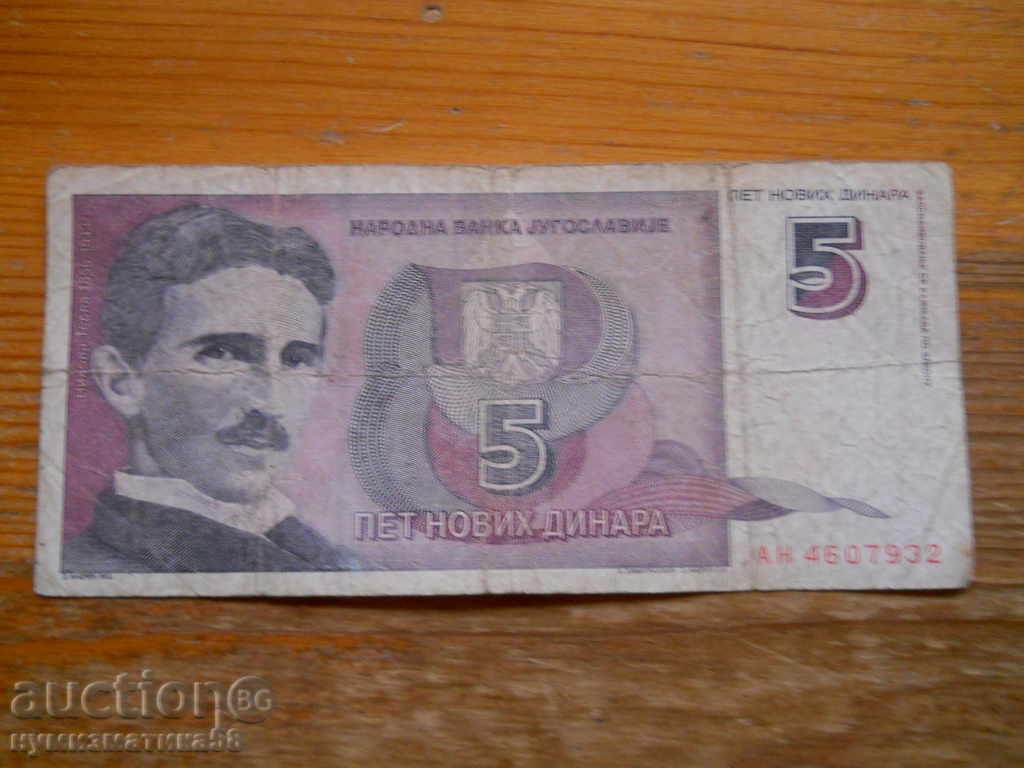 НАРОДНА БАНКА ЈУГОСЛАВИЈЕ
ПЕТ НОВИХ ДИНАРА
5
5
ПЕТ НОВИХ ДИНАРА
АН 4607932
auction BG
нумизматика98